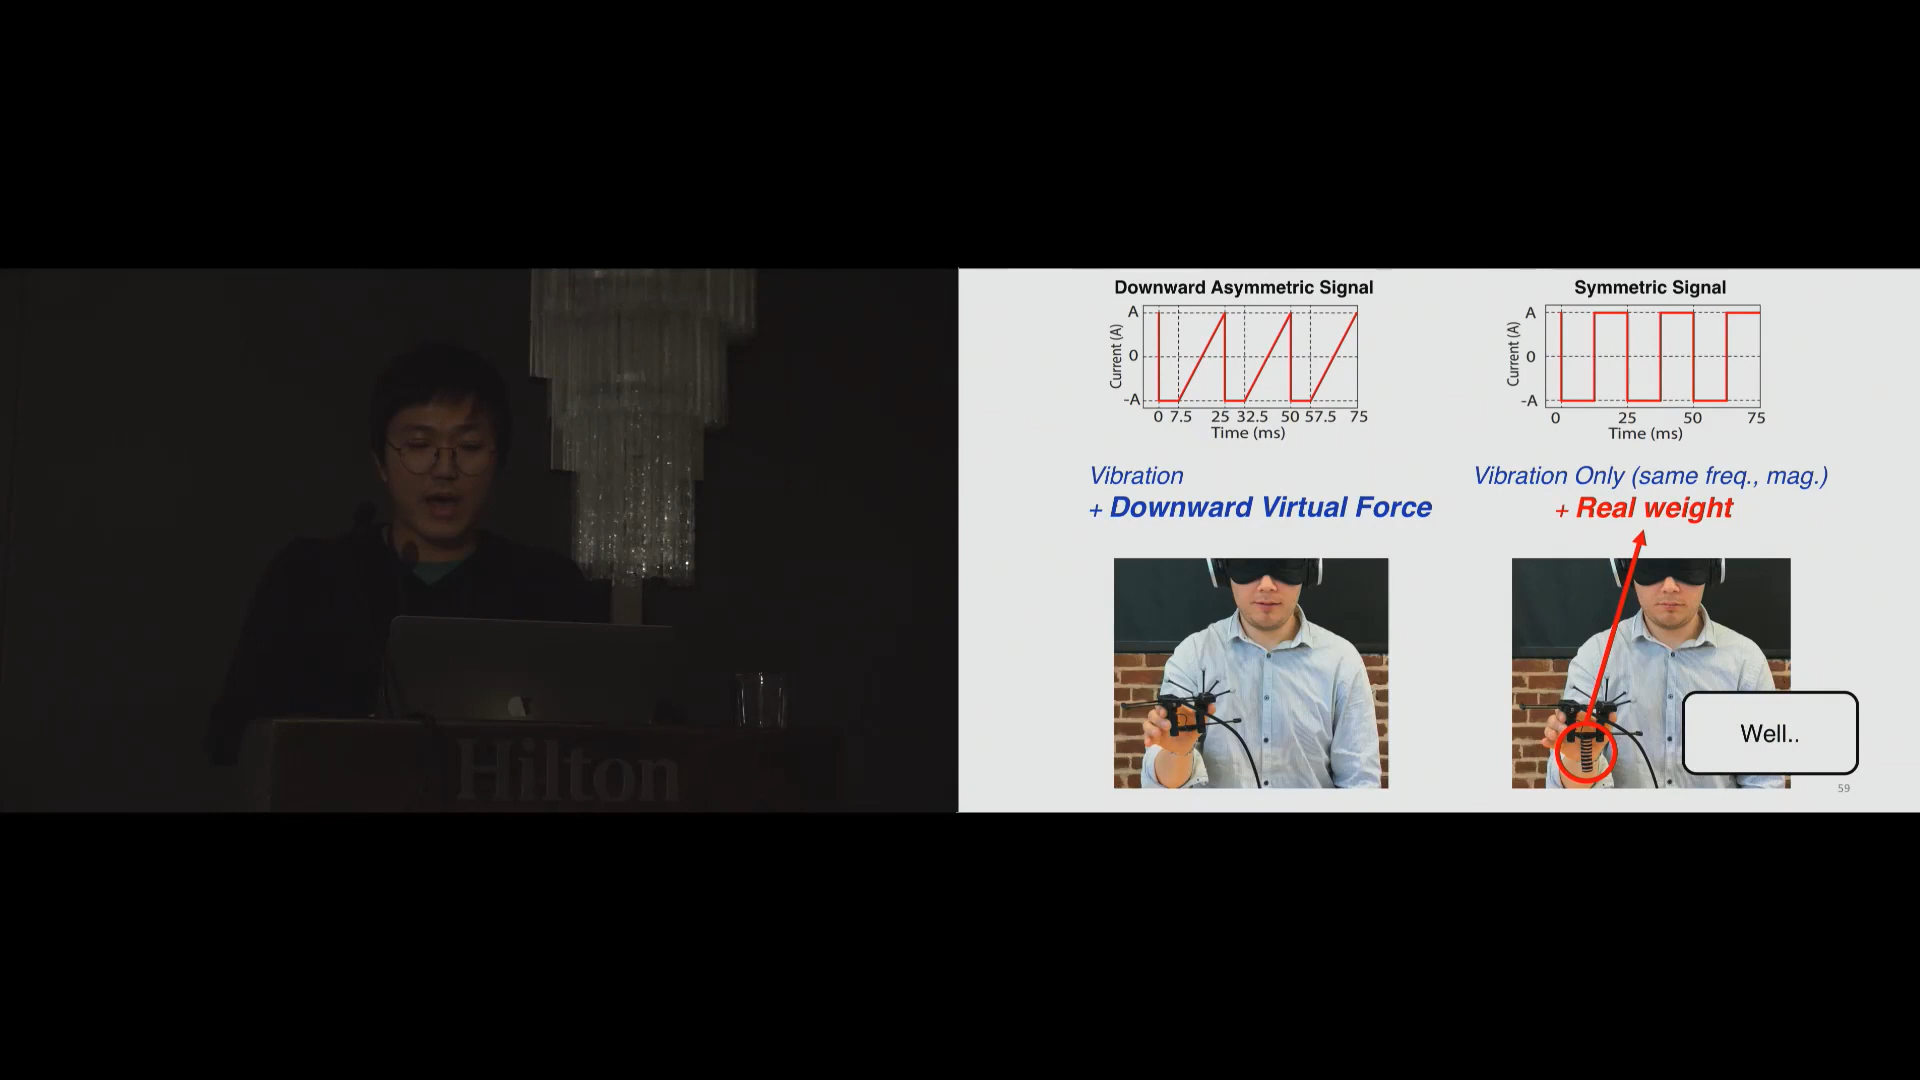 Hilton
Downward Asymmetric Signal
Current (A)
A
0
-A
0 7.5 25 32.5 50 57.5 75
Time (ms)
Vibration
+ Downward Virtual Force
Symmetric Signal
Current (A)
A
0
-A
0 25 50 75
Time (ms)
Vibration Only (same freq., mag.)
+ Real weight
Well..
59